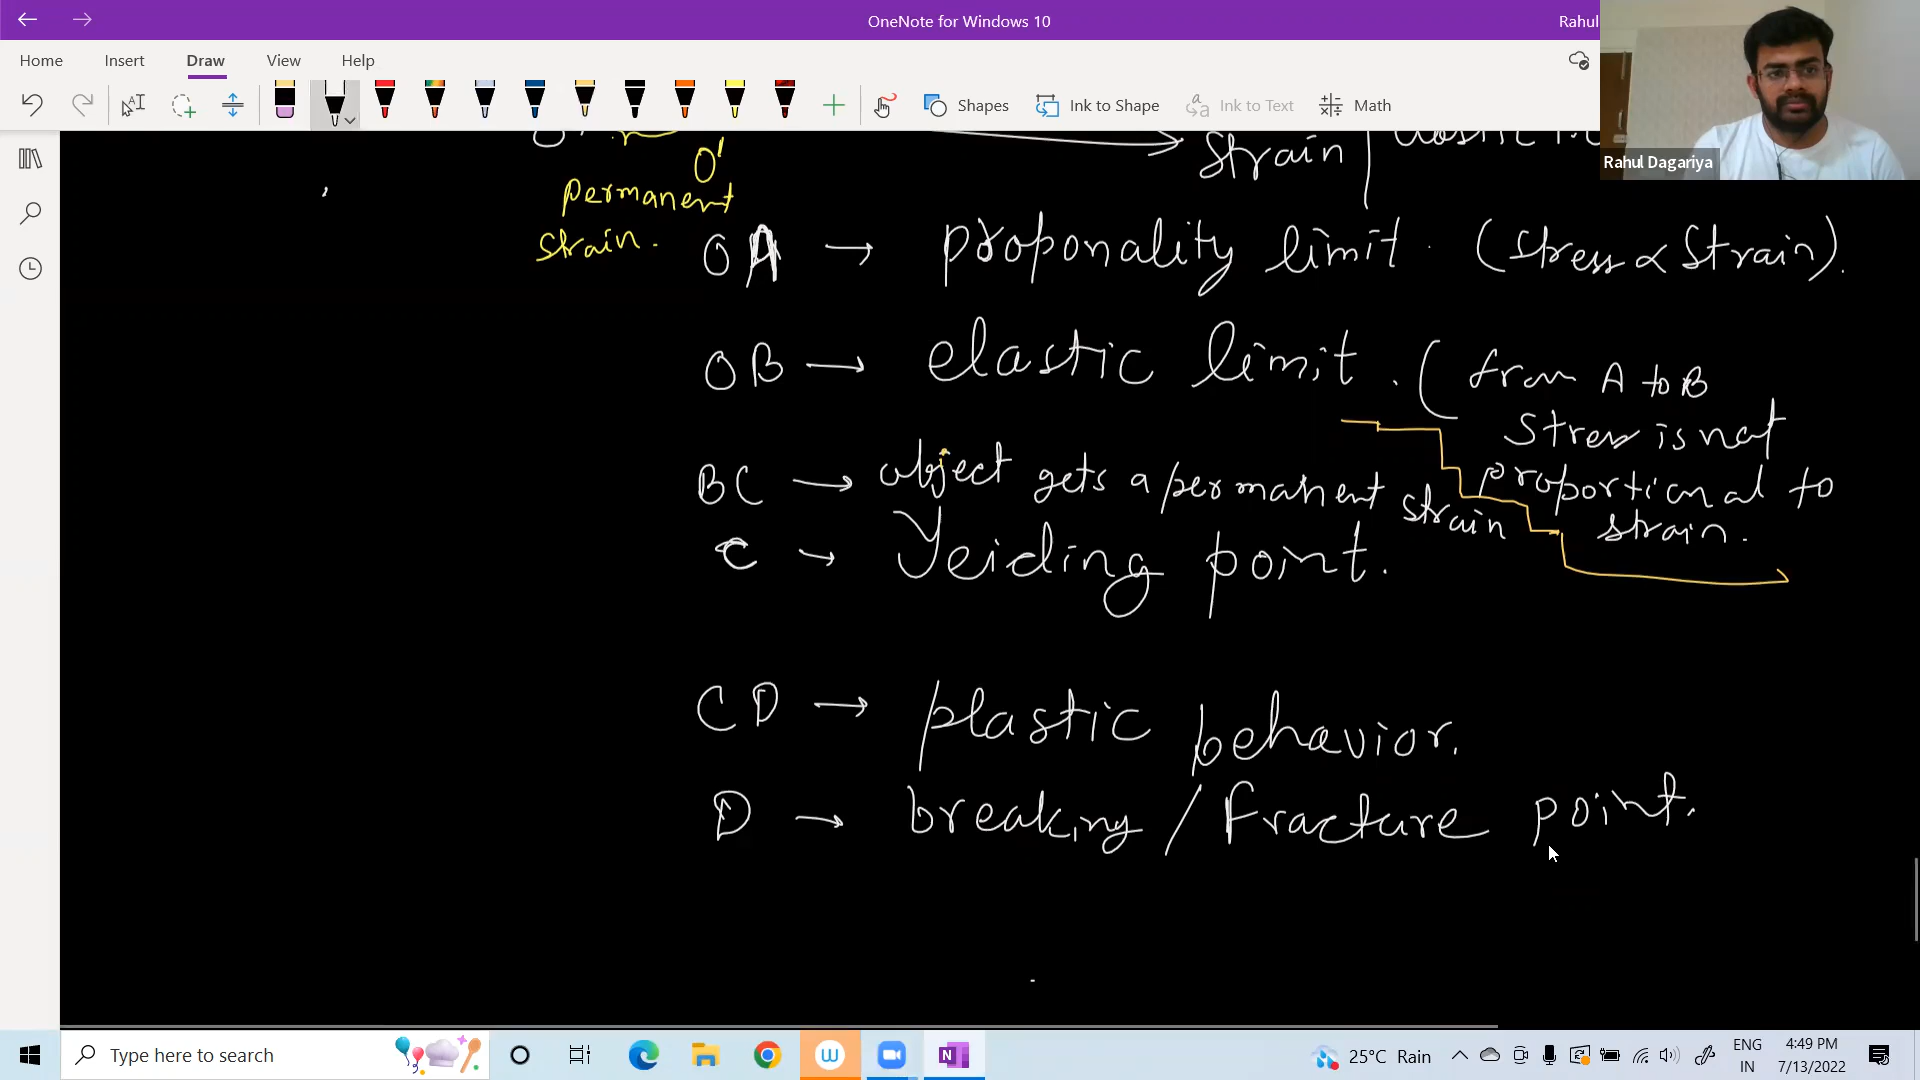 OneNote for Windows 10
Rahul
Home Insert Draw View Help
Shapes Ink to Shape Ink to Text Math
Rahul Dagariya
O'
Strain
permanent
strain.
OA → proponality limit. (Stress ∝ Strain).
OB → elastic limit. ( from A to B
Stress is not
proportional to
strain.
BC → object gets a permanent strain
C → Yeilding point.
CD → plastic behavior.
D → breaking / Fracture point.
Type here to search
25°C Rain
ENG
IN
4:49 PM
7/13/2022